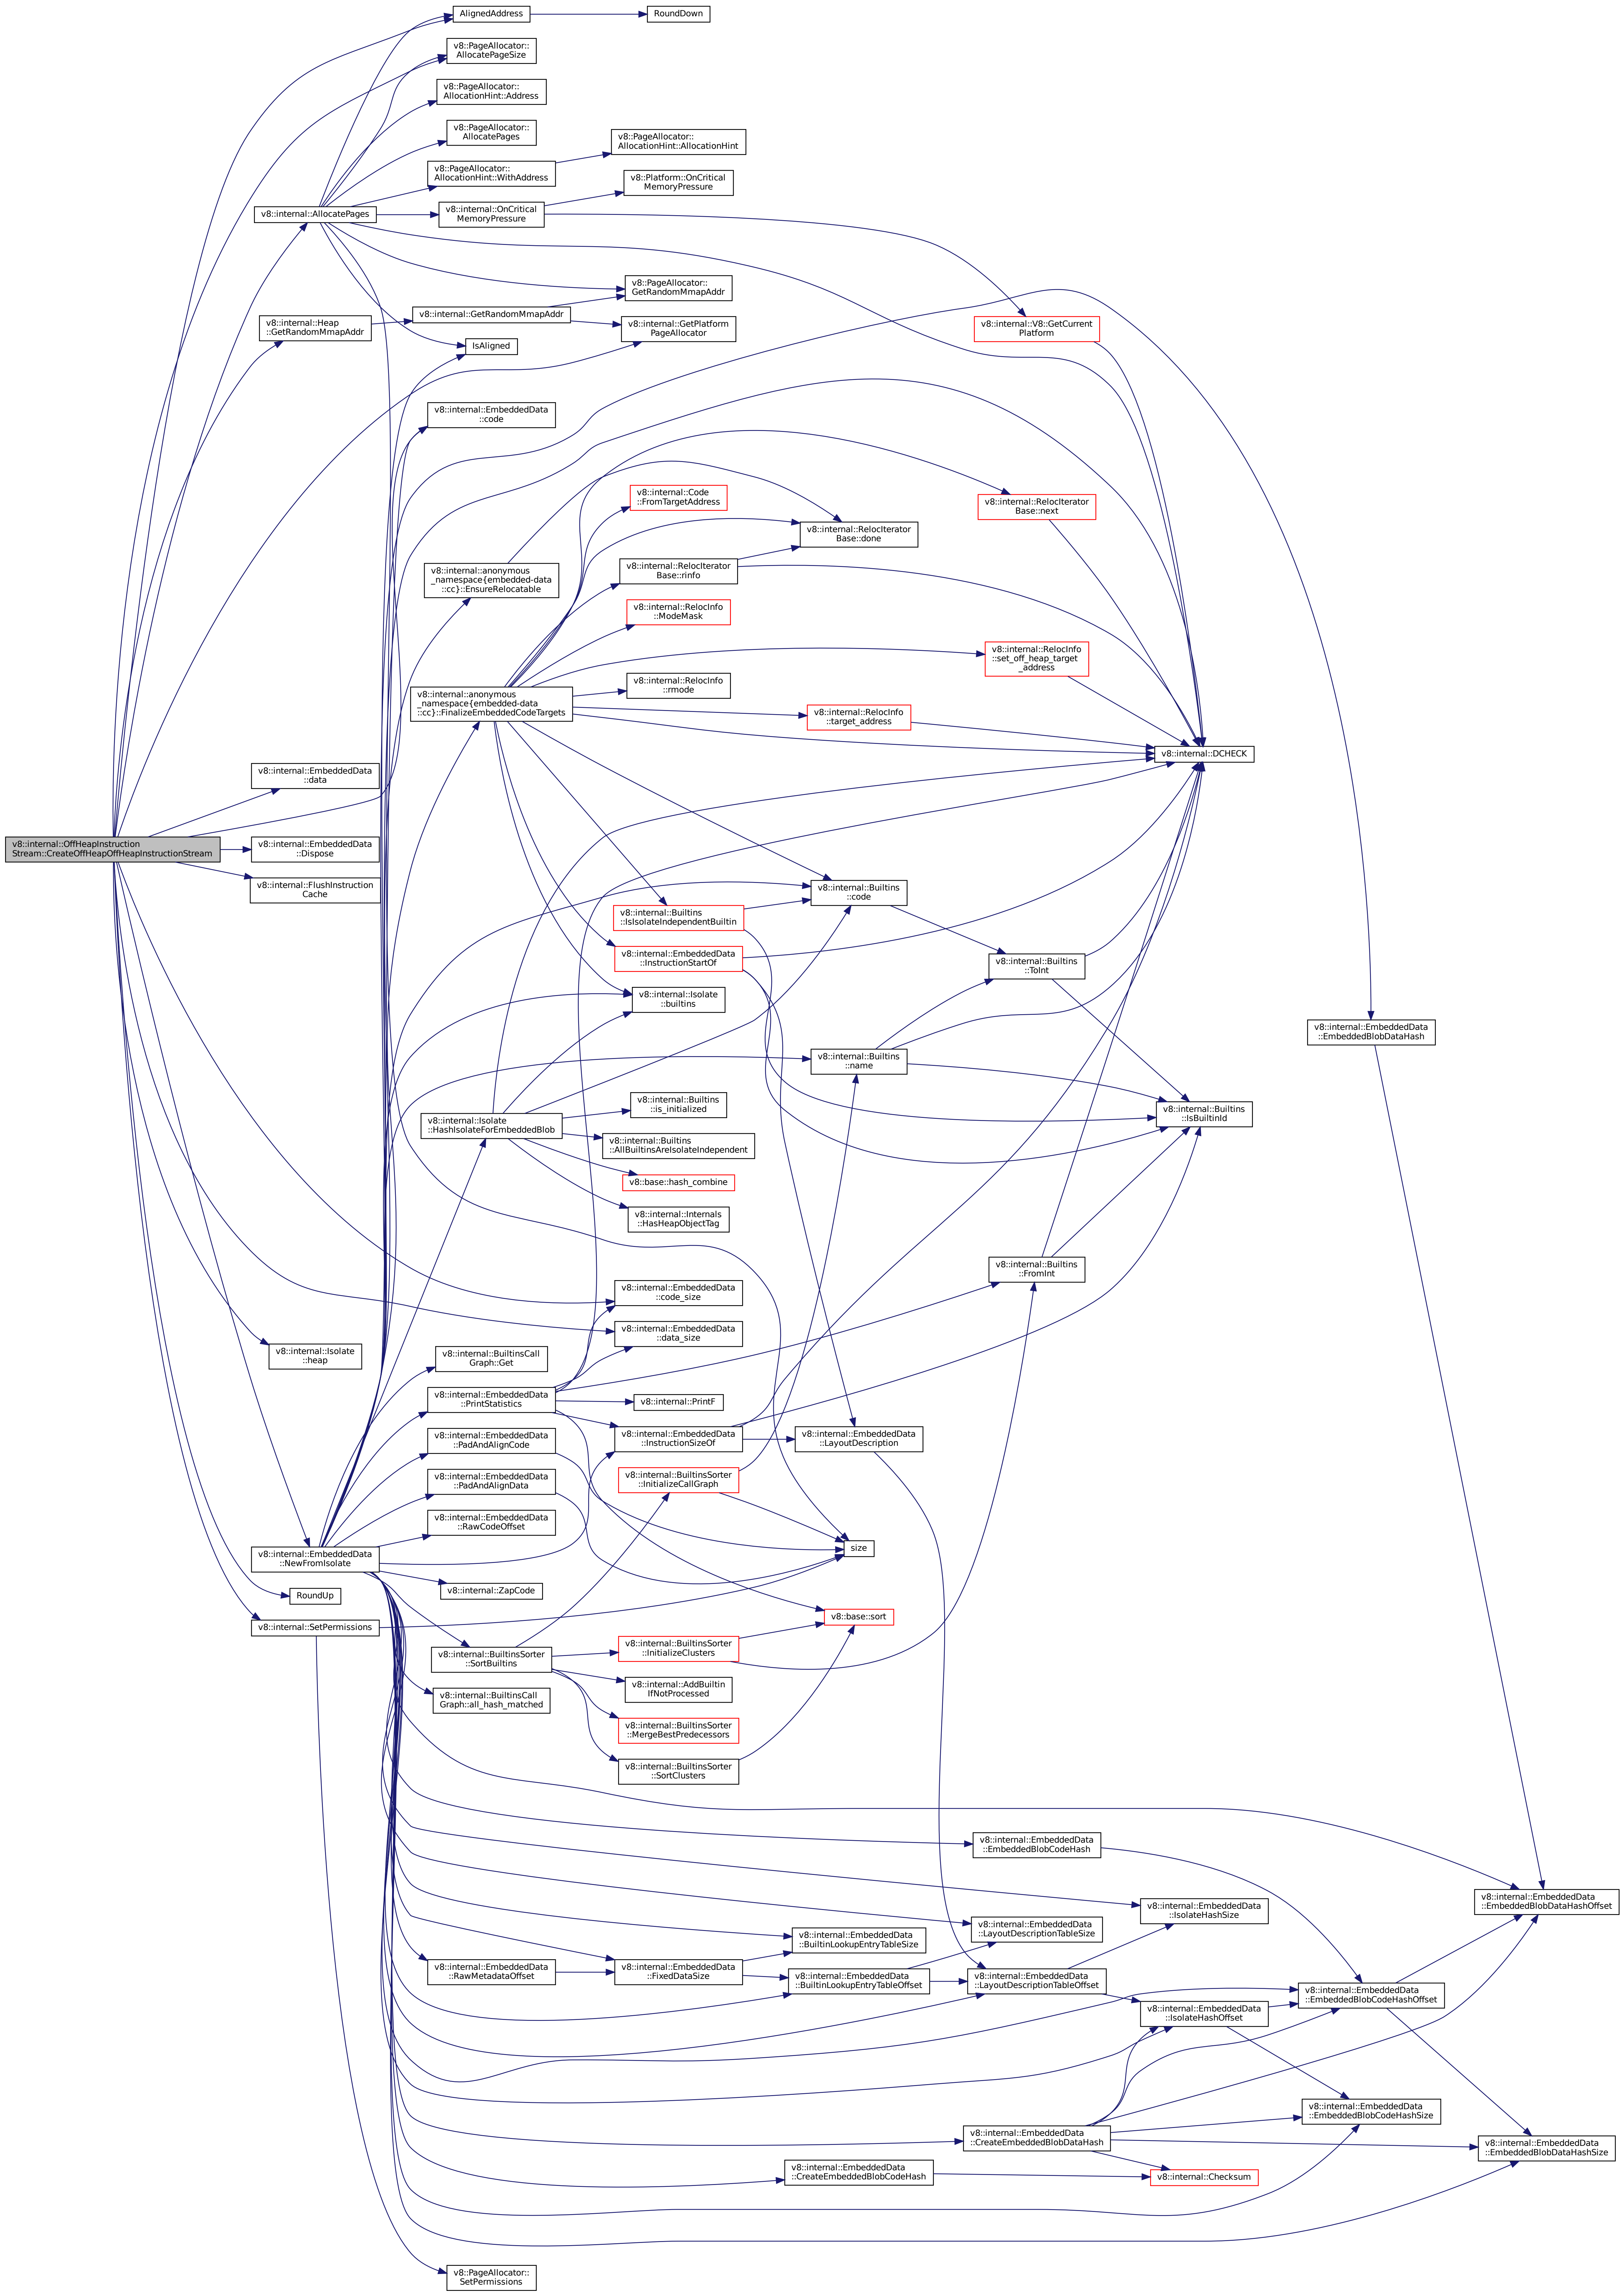 AlignedAddress
RoundDown
v8::PageAllocator::
AllocatePageSize
v8::PageAllocator::
AllocationHint::Address
v8::PageAllocator::
AllocatePages
v8::PageAllocator::
AllocationHint::AllocationHint
v8::PageAllocator::
AllocationHint::WithAddress
v8::Platform::OnCritical
MemoryPressure
v8::internal::AllocatePages
v8::internal::OnCritical
MemoryPressure
v8::PageAllocator::
GetRandomMmapAddr
v8::internal::Heap
::GetRandomMmapAddr
v8::internal::GetRandomMmapAddr
v8::internal::GetPlatform
PageAllocator
v8::internal::V8::GetCurrent
Platform
IsAligned
v8::internal::EmbeddedData
::code
v8::internal::Code
::FromTargetAddress
v8::internal::RelocIterator
Base::next
v8::internal::RelocIterator
Base::done
v8::internal::anonymous
_namespace{embedded-data
::cc}::EnsureRelocatable
v8::internal::RelocIterator
Base::rinfo
v8::internal::RelocInfo
::ModeMask
v8::internal::RelocInfo
::set_off_heap_target
_address
v8::internal::RelocInfo
::rmode
v8::internal::anonymous
_namespace{embedded-data
::cc}::FinalizeEmbeddedCodeTargets
v8::internal::RelocInfo
::target_address
v8::internal::DCHECK
v8::internal::EmbeddedData
::data
v8::internal::OffHeapInstruction
Stream::CreateOffHeapOffHeapInstructionStream
v8::internal::EmbeddedData
::Dispose
v8::internal::FlushInstruction
Cache
v8::internal::Builtins
::code
v8::internal::Builtins
::IsIsolateIndependentBuiltin
v8::internal::EmbeddedData
::InstructionStartOf
v8::internal::Builtins
::ToInt
v8::internal::Isolate
::builtins
v8::internal::EmbeddedData
::EmbeddedBlobDataHash
v8::internal::Builtins
::name
v8::internal::Builtins
::is_initialized
v8::internal::Builtins
::IsBuiltinId
v8::internal::Isolate
::HashIsolateForEmbeddedBlob
v8::internal::Builtins
::AllBuiltinsAreIsolateIndependent
v8::base::hash_combine
v8::internal::Internals
::HasHeapObjectTag
v8::internal::Builtins
::FromInt
v8::internal::EmbeddedData
::code_size
v8::internal::EmbeddedData
::data_size
v8::internal::Isolate
::heap
v8::internal::BuiltinsCall
Graph::Get
v8::internal::EmbeddedData
::PrintStatistics
v8::internal::PrintF
v8::internal::EmbeddedData
::PadAndAlignCode
v8::internal::EmbeddedData
::InstructionSizeOf
v8::internal::EmbeddedData
::LayoutDescription
v8::internal::EmbeddedData
::PadAndAlignData
v8::internal::BuiltinsSorter
::InitializeCallGraph
v8::internal::EmbeddedData
::RawCodeOffset
size
v8::internal::EmbeddedData
::NewFromIsolate
v8::internal::ZapCode
RoundUp
v8::internal::SetPermissions
v8::base::sort
v8::internal::BuiltinsSorter
::SortBuiltins
v8::internal::BuiltinsSorter
::InitializeClusters
v8::internal::AddBuiltin
IfNotProcessed
v8::internal::BuiltinsCall
Graph::all_hash_matched
v8::internal::BuiltinsSorter
::MergeBestPredecessors
v8::internal::BuiltinsSorter
::SortClusters
v8::internal::EmbeddedData
::EmbeddedBlobCodeHash
v8::internal::EmbeddedData
::EmbeddedBlobDataHashOffset
v8::internal::EmbeddedData
::IsolateHashSize
v8::internal::EmbeddedData
::LayoutDescriptionTableSize
v8::internal::EmbeddedData
::BuiltinLookupEntryTableSize
v8::internal::EmbeddedData
::RawMetadataOffset
v8::internal::EmbeddedData
::FixedDataSize
v8::internal::EmbeddedData
::BuiltinLookupEntryTableOffset
v8::internal::EmbeddedData
::LayoutDescriptionTableOffset
v8::internal::EmbeddedData
::EmbeddedBlobCodeHashOffset
v8::internal::EmbeddedData
::IsolateHashOffset
v8::internal::EmbeddedData
::EmbeddedBlobCodeHashSize
v8::internal::EmbeddedData
::CreateEmbeddedBlobDataHash
v8::internal::EmbeddedData
::EmbeddedBlobDataHashSize
v8::internal::EmbeddedData
::CreateEmbeddedBlobCodeHash
v8::internal::Checksum
v8::PageAllocator::
SetPermissions